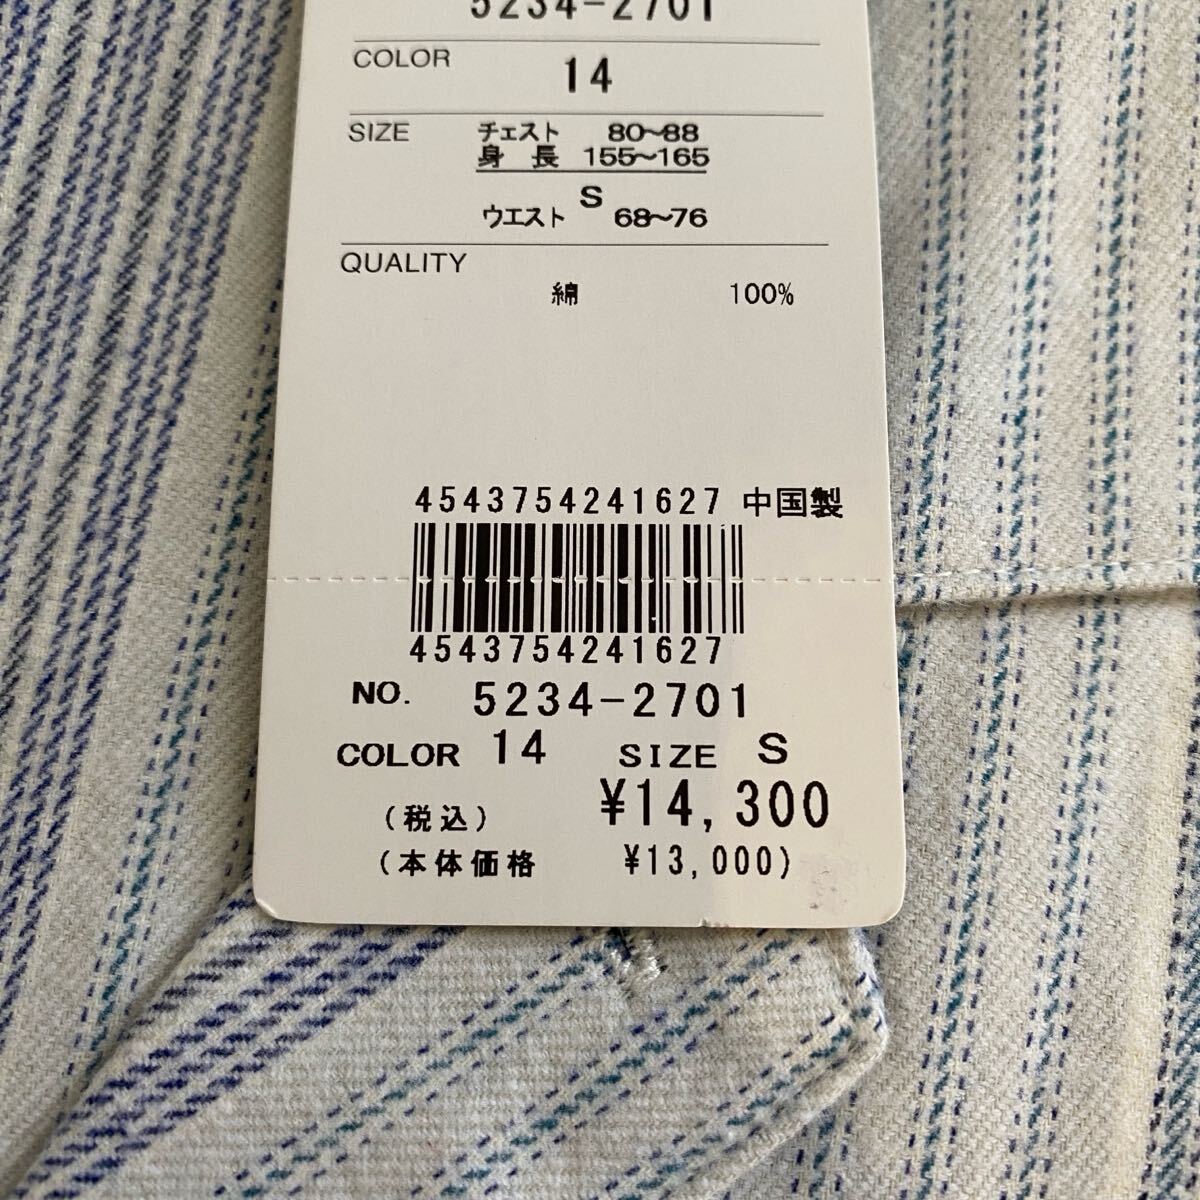 5234-2701
COLOR 14
SIZE チェスト 80~88
身長 155~165
S
ウエスト 68~76
QUALITY
綿 100%
4543754241627 中国製
4543754241627
NO. 5234-2701
COLOR 14 SIZE S
(税込) ¥14,300
(本体価格 ¥13,000)